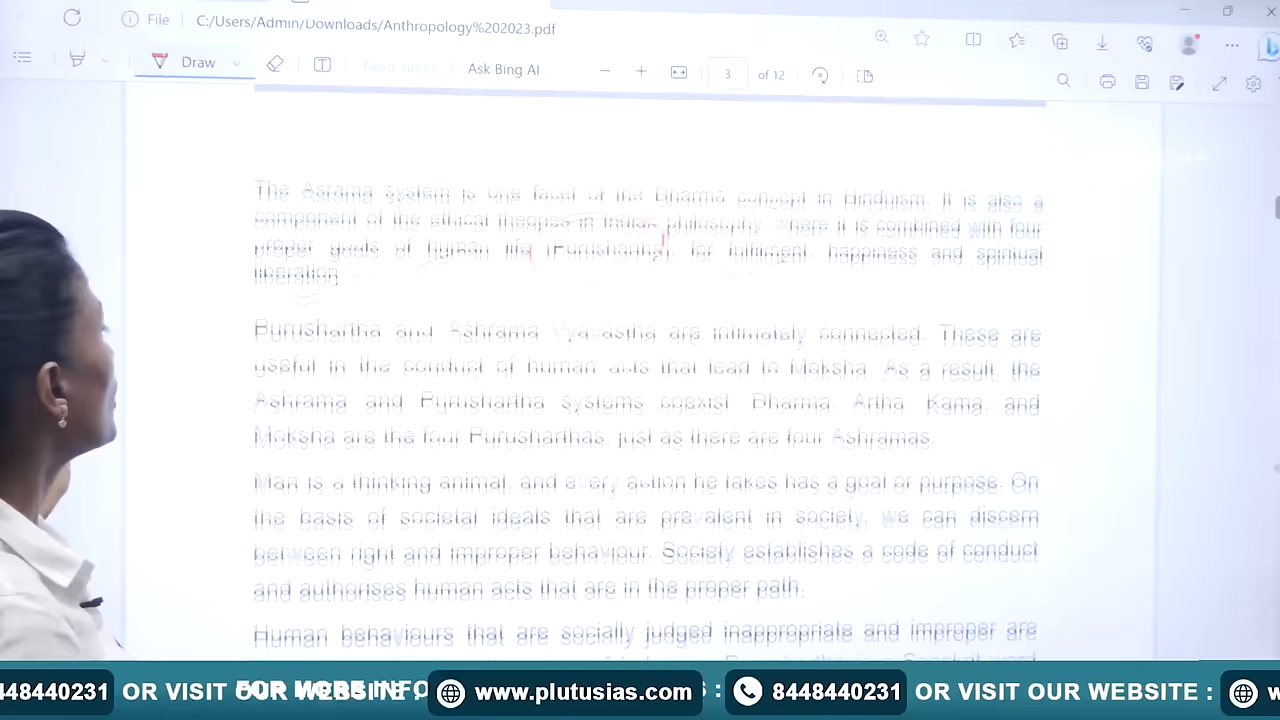 File C:/Users/Admin/Downloads/Anthropology%202023.pdf
Draw Read aloud Ask Bing AI 3 of 12
The Asrama system is one facet of the Dharma concept in Hinduism. It is also a
component of the ethical theories in Indian philosophy, where it is combined with four
proper goals of human life (Purushartha), for fulfilment, happiness and spiritual
liberation.
Purushartha and Ashrama Vyavastha are intimately connected. These are
useful in the conduct of human acts that lead to Moksha. As a result, the
Ashrama and Purushartha systems coexist. Dharma, Artha, Kama, and
Moksha are the four Purusharthas, just as there are four Ashramas.
Man is a thinking animal, and every action he takes has a goal or purpose. On
the basis of societal ideals that are prevalent in society, we can discern
between right and improper behaviour. Society establishes a code of conduct
and authorises human acts that are in the proper path.
Human behaviours that are socially judged inappropriate and improper are
448440231 OR VISIT OUR WEBSITE : www.plutusias.com : 8448440231 OR VISIT OUR WEBSITE : w
FOR MORE INFO